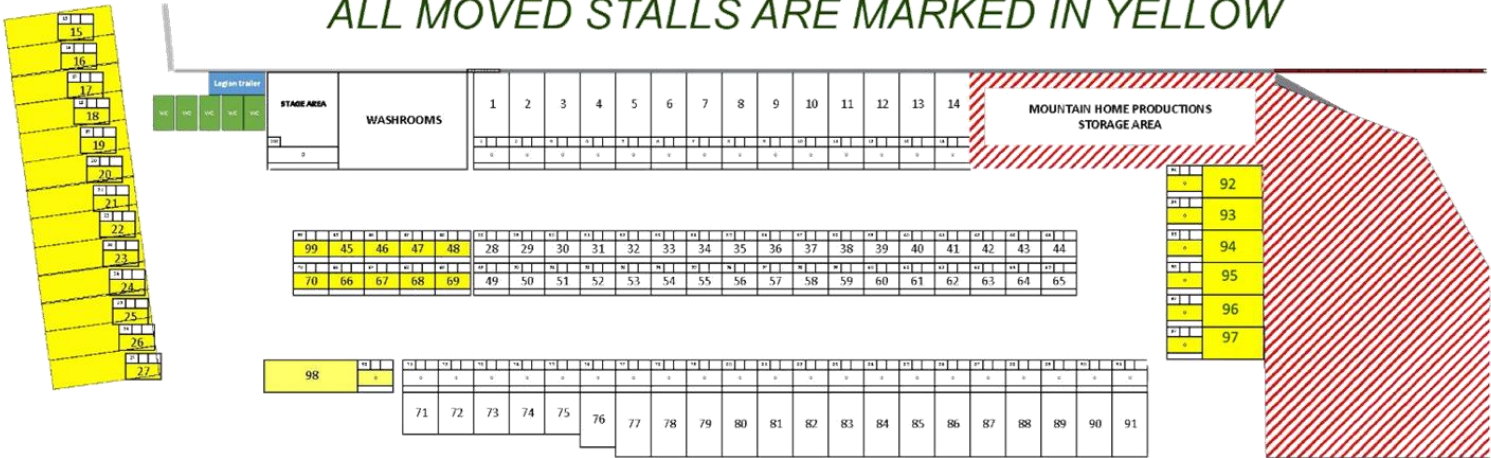 ALL MOVED STALLS ARE MARKED IN YELLOW
15
16
17
18
19
20
21
22
23
24
25
26
27
Legion trailer
WC WC WC WC WC
STAGE AREA
WASHROOMS
1 2 3 4 5 6 7 8 9 10 11 12 13 14
MOUNTAIN HOME PRODUCTIONS
STORAGE AREA
92
93
94
95
96
97
99 45 46 47 48 28 29 30 31 32 33 34 35 36 37 38 39 40 41 42 43 44
70 66 67 68 69 49 50 51 52 53 54 55 56 57 58 59 60 61 62 63 64 65
98
71 72 73 74 75 76 77 78 79 80 81 82 83 84 85 86 87 88 89 90 91